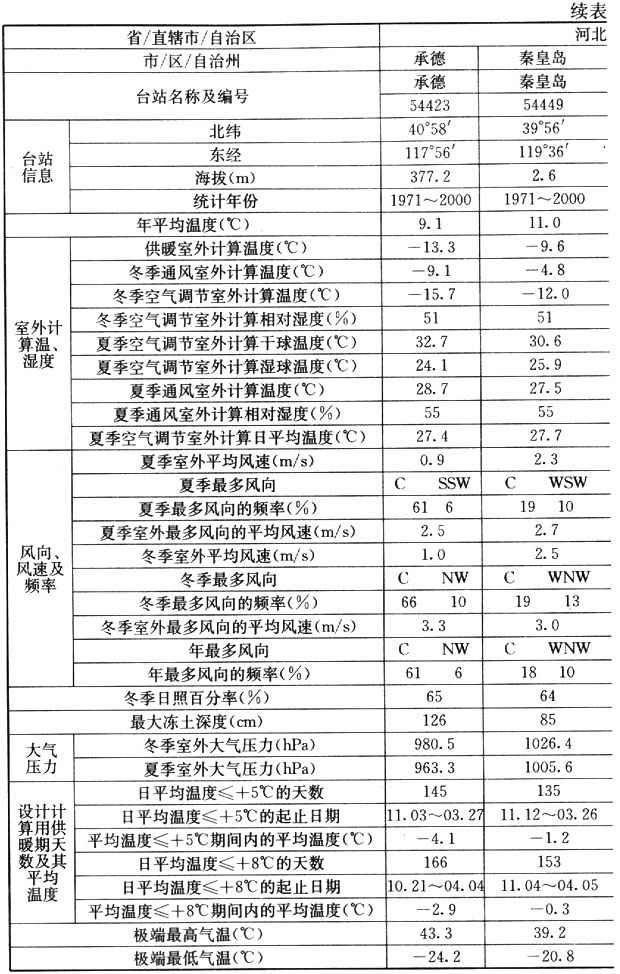 续表
省/直辖市/自治区 河北
市/区/自治州 承德 秦皇岛
台站名称及编号 承德 秦皇岛
54423 54449
台站信息
北纬 40°58′ 39°56′
东经 117°56′ 119°36′
海拔(m) 377.2 2.6
统计年份 1971～2000 1971～2000
年平均温度(℃) 9.1 11.0
室外计算温、湿度
供暖室外计算温度(℃) －13.3 －9.6
冬季通风室外计算温度(℃) －9.1 －4.8
冬季空气调节室外计算温度(℃) －15.7 －12.0
冬季空气调节室外计算相对湿度(%) 51 51
夏季空气调节室外计算干球温度(℃) 32.7 30.6
夏季空气调节室外计算湿球温度(℃) 24.1 25.9
夏季通风室外计算温度(℃) 28.7 27.5
夏季通风室外计算相对湿度(%) 55 55
夏季空气调节室外计算日平均温度(℃) 27.4 27.7
风向、风速及频率
夏季室外平均风速(m/s) 0.9 2.3
夏季最多风向 C SSW C WSW
夏季最多风向的频率(%) 61 6 19 10
夏季室外最多风向的平均风速(m/s) 2.5 2.7
冬季室外平均风速(m/s) 1.0 2.5
冬季最多风向 C NW C WNW
冬季最多风向的频率(%) 66 10 19 13
冬季室外最多风向的平均风速(m/s) 3.3 3.0
年最多风向 C NW C WNW
年最多风向的频率(%) 61 6 18 10
冬季日照百分率(%) 65 64
最大冻土深度(cm) 126 85
大气压力
冬季室外大气压力(hPa) 980.5 1026.4
夏季室外大气压力(hPa) 963.3 1005.6
设计计算用供暖期天数及其平均温度
日平均温度≤＋5℃的天数 145 135
日平均温度≤＋5℃的起止日期 11.03～03.27 11.12～03.26
平均温度≤＋5℃期间内的平均温度(℃) －4.1 －1.2
日平均温度≤＋8℃的天数 166 153
日平均温度≤＋8℃的起止日期 10.21～04.04 11.04～04.05
平均温度≤＋8℃期间内的平均温度(℃) －2.9 －0.3
极端最高气温(℃) 43.3 39.2
极端最低气温(℃) －24.2 －20.8